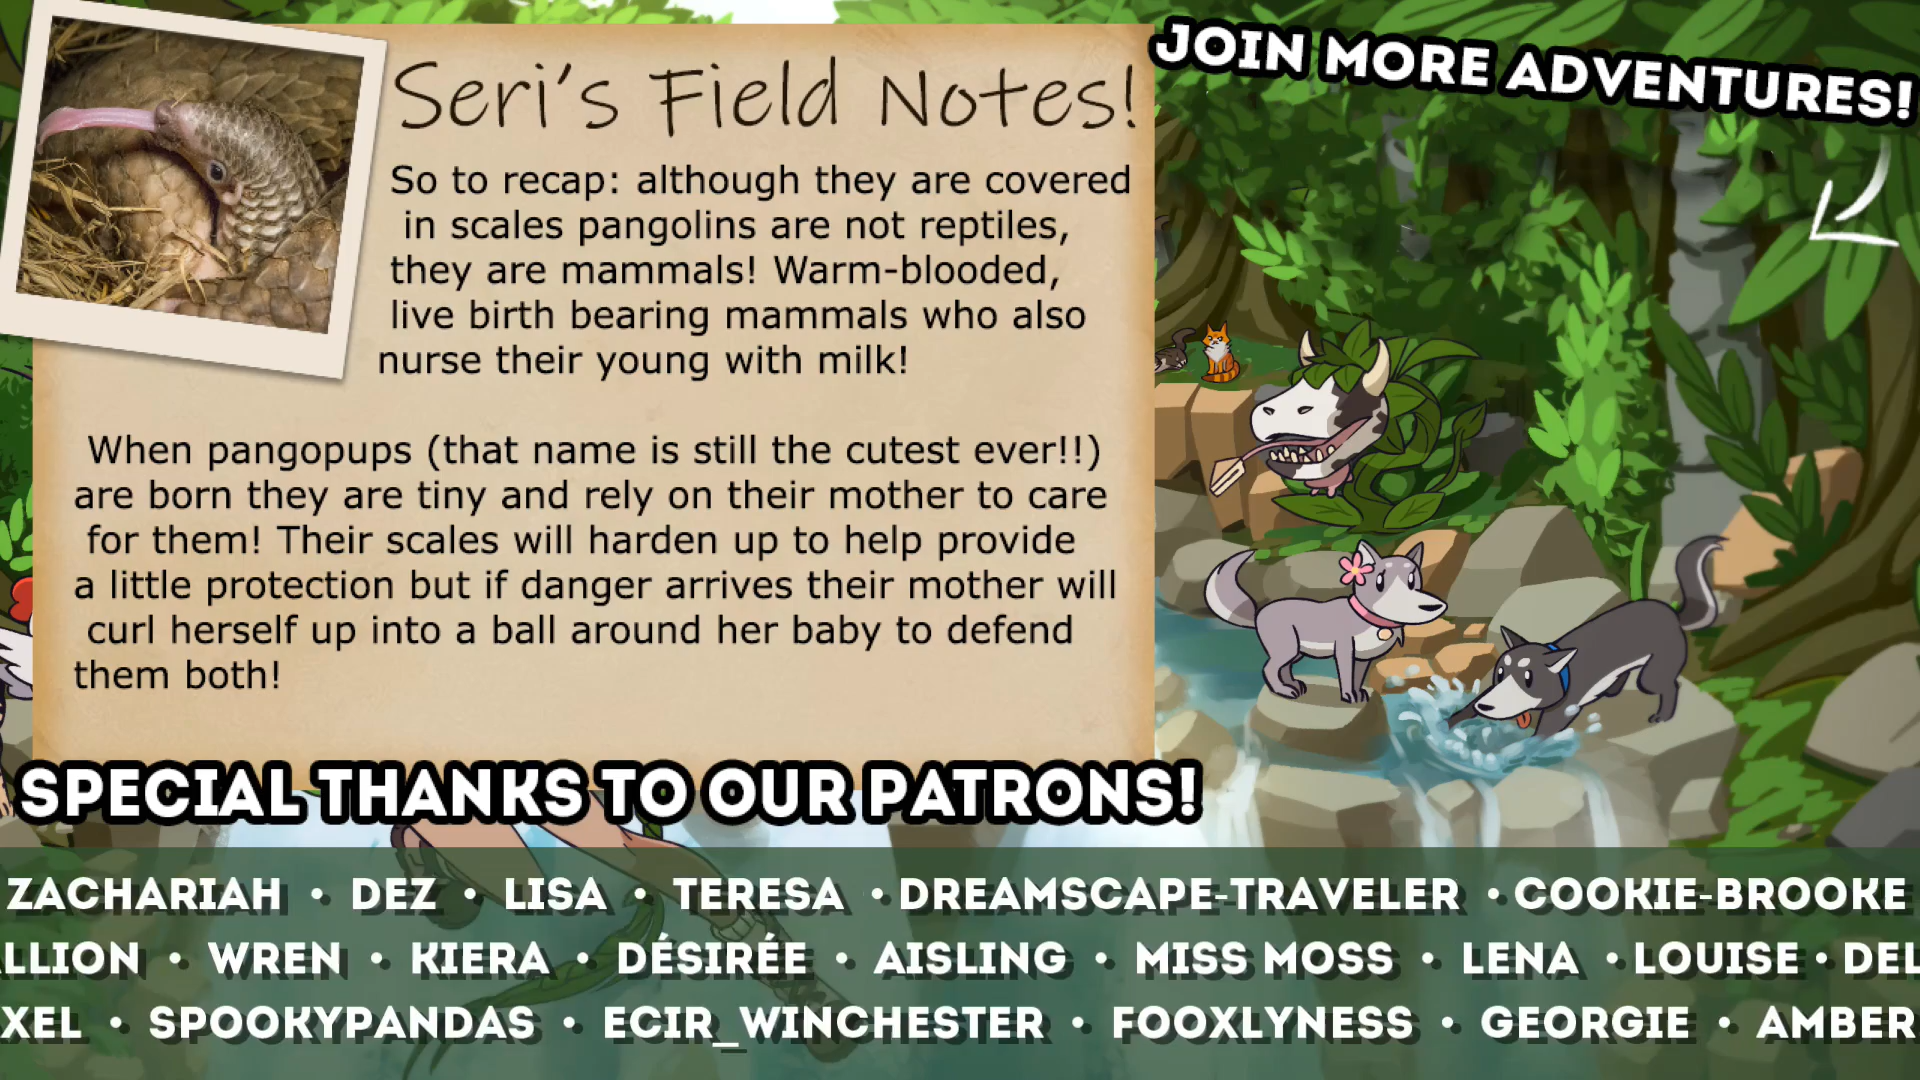 Seri's Field Notes!
So to recap: although they are covered
in scales pangolins are not reptiles,
they are mammals! Warm-blooded,
live birth bearing mammals who also
nurse their young with milk!
When pangopups (that name is still the cutest ever!!)
are born they are tiny and rely on their mother to care
for them! Their scales will harden up to help provide
a little protection but if danger arrives their mother will
curl herself up into a ball around her baby to defend
them both!
JOIN MORE ADVENTURES!
SPECIAL THANKS TO OUR PATRONS!
ZACHARIAH • DEZ • LISA • TERESA • DREAMSCAPE-TRAVELER • COOKIE-BROOKE
LLION • WREN • KIERA • DÉSIRÉE • AISLING • MISS MOSS • LENA • LOUISE • DEL
XEL • SPOOKYPANDAS • ECIR_WINCHESTER • FOOXLYNESS • GEORGIE • AMBER